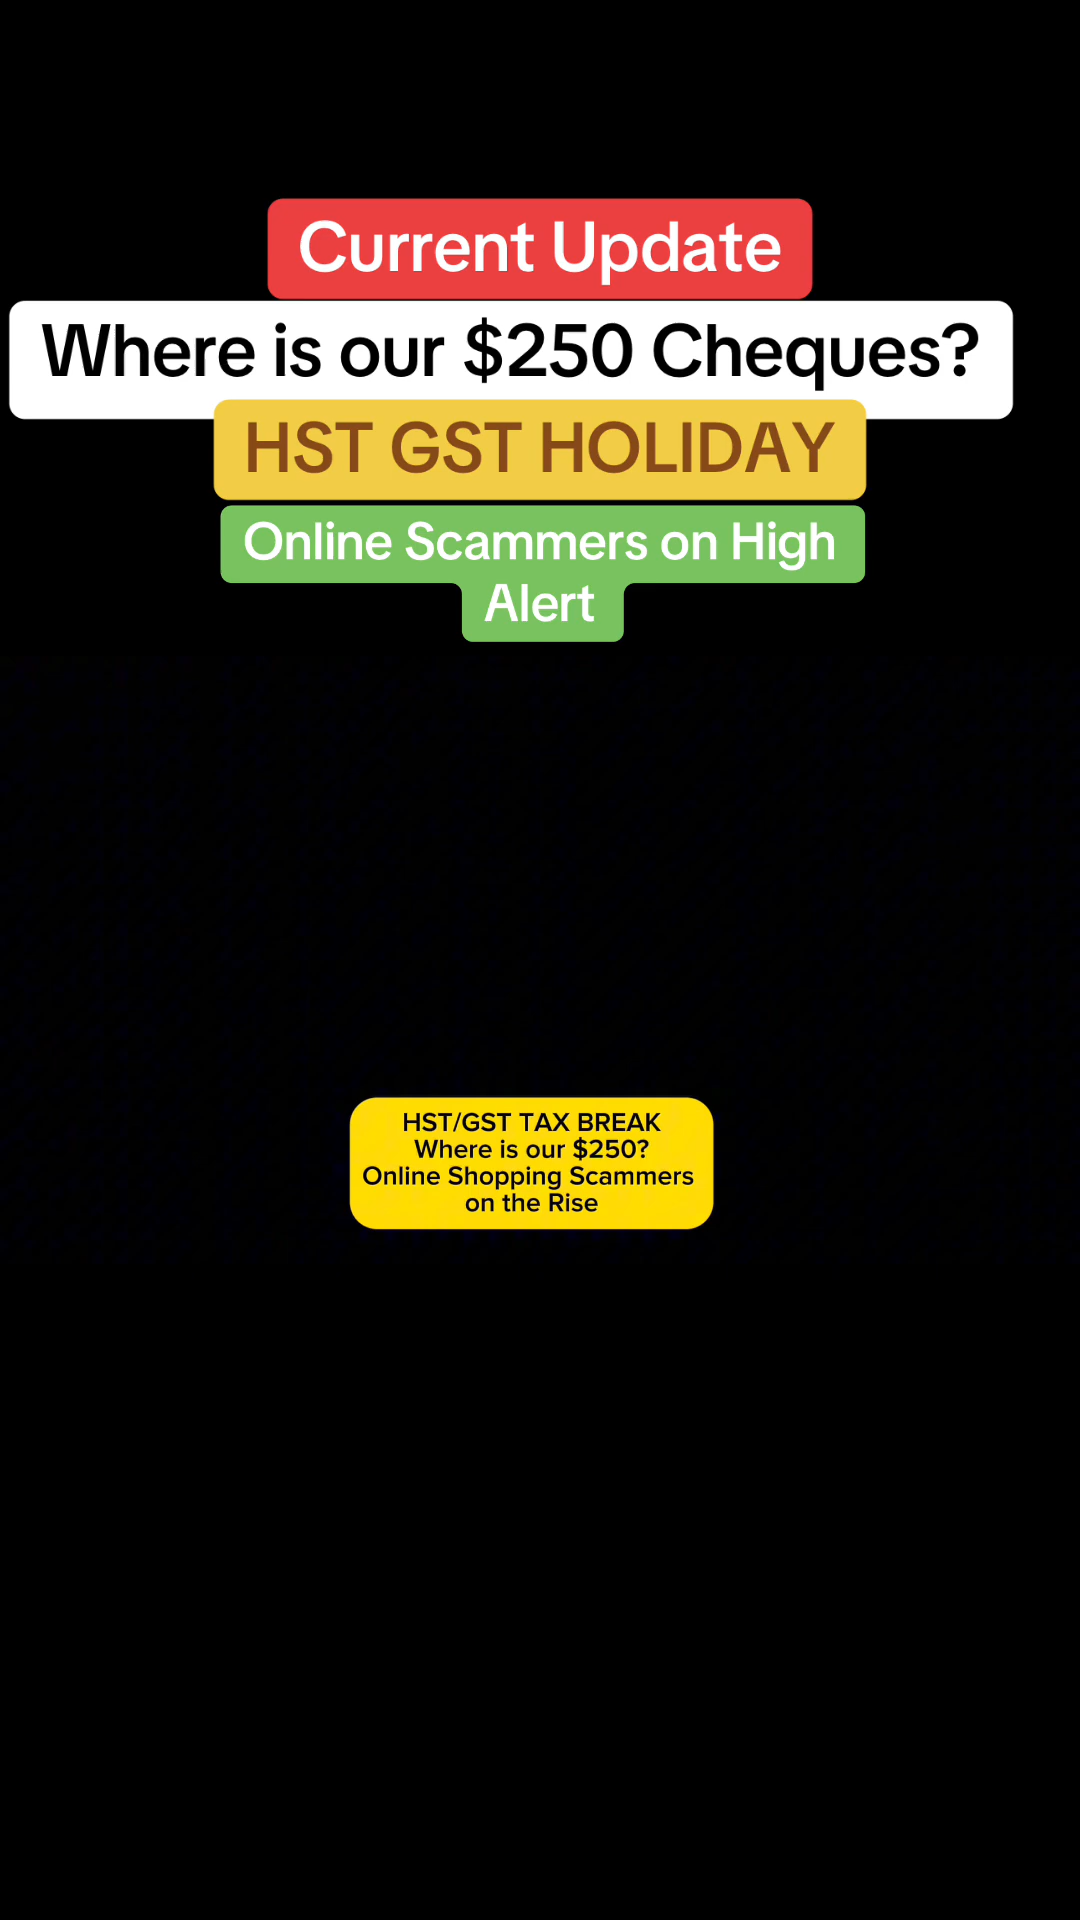 Current Update
Where is our $250 Cheques?
HST GST HOLIDAY
Online Scammers on High
Alert
HST/GST TAX BREAK
Where is our $250?
Online Shopping Scammers
on the Rise